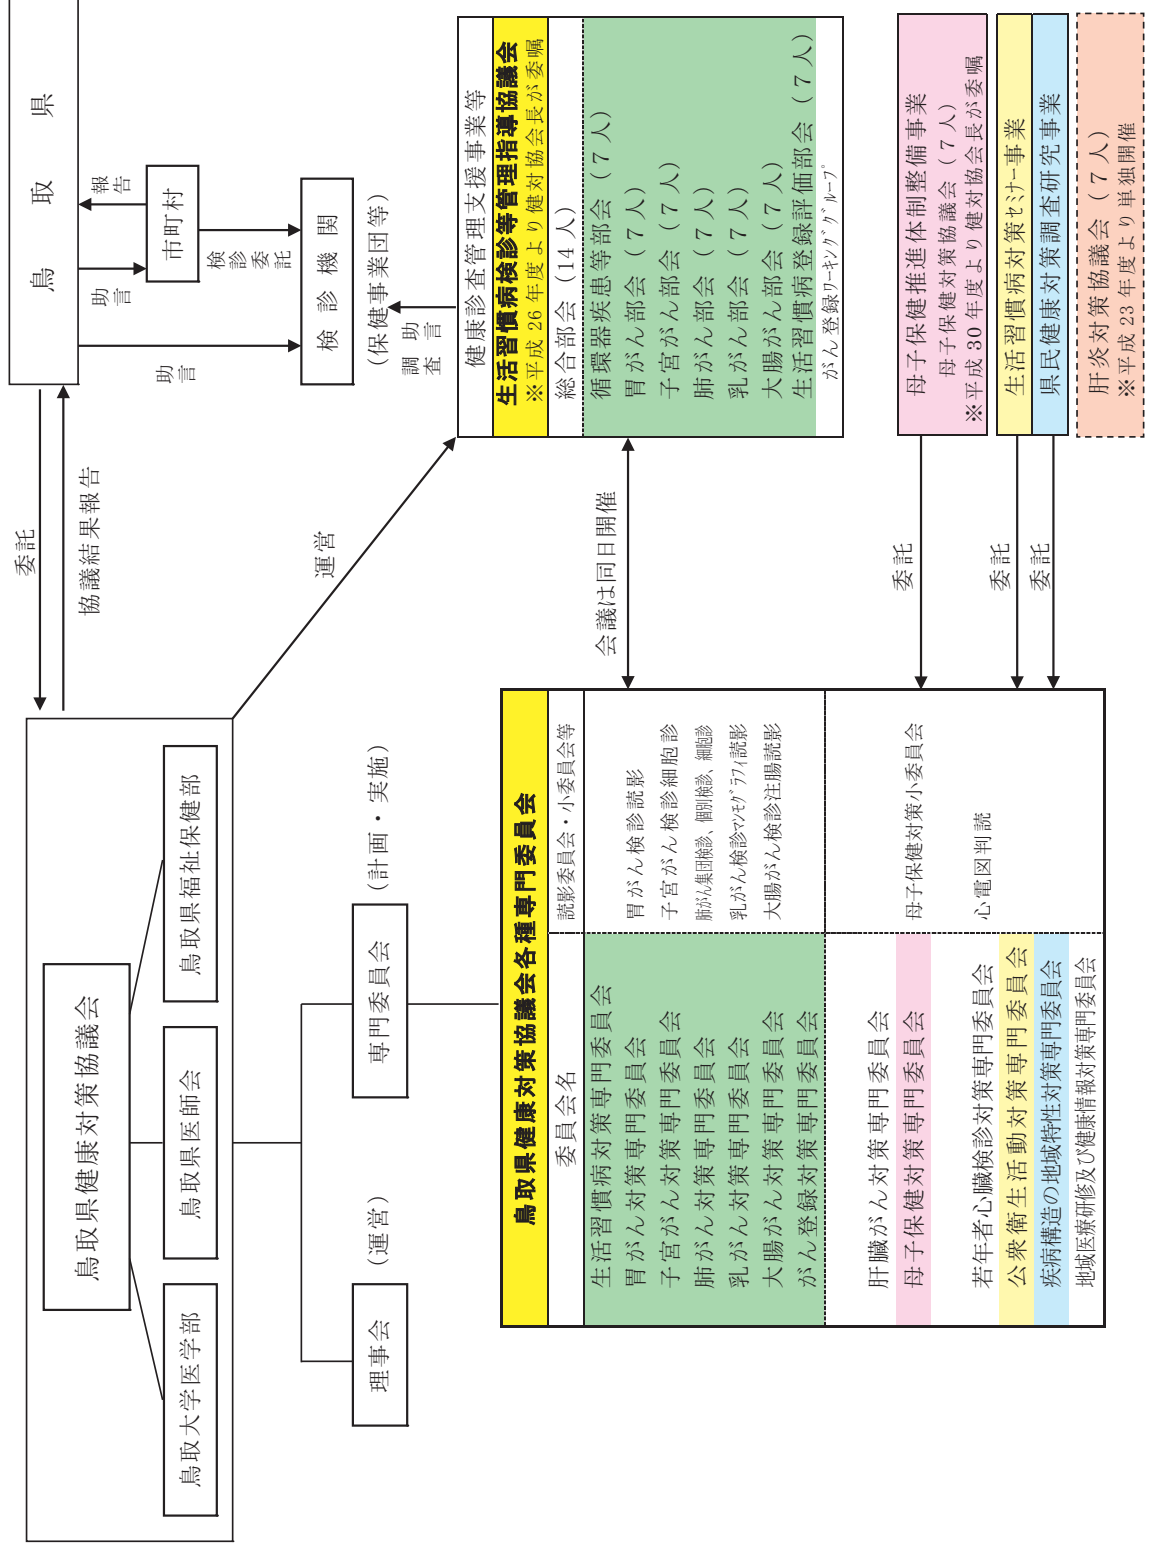 鳥取県
助言
報告
市町村
助言
検診委託
検診機関
(保健事業団等)
調査
助言
委託
協議結果報告
運営
鳥取県健康対策協議会
鳥取大学医学部
鳥取県医師会
鳥取県福祉保健部
理事会
(運営)
専門委員会
(計画・実施)
健康診査管理支援事業等
生活習慣病検診等管理指導協議会
※平成26年度より健対協会長が委嘱
総合部会(14人)
循環器疾患等部会(7人)
胃がん部会(7人)
子宮がん部会(7人)
肺がん部会(7人)
乳がん部会(7人)
大腸がん部会(7人)
生活習慣病登録評価部会(7人)
がん登録ワーキンググループ
会議は同日開催
母子保健推進体制整備事業
母子保健対策協議会(7人)
※平成30年度より健対協会長が委嘱
生活習慣病対策セミナー事業
県民健康対策調査研究事業
肝炎対策協議会(7人)
※平成23年度より単独開催
委託
委託
委託
鳥取県健康対策協議会各種専門委員会
委員会名
読影委員会・小委員会等
生活習慣病対策専門委員会
胃がん対策専門委員会
胃がん検診読影
子宮がん対策専門委員会
子宮がん検診細胞診
肺がん対策専門委員会
肺がん集団検診、個別検診、細胞診
乳がん対策専門委員会
乳がん検診マンモグラフィ読影
大腸がん対策専門委員会
大腸がん検診注腸読影
がん登録対策専門委員会
肝臓がん対策専門委員会
母子保健対策専門委員会
母子保健対策小委員会
若年者心臓検診対策専門委員会
心電図判読
公衆衛生活動対策専門委員会
疾病構造の地域特性対策専門委員会
地域医療研修及び健康情報対策専門委員会